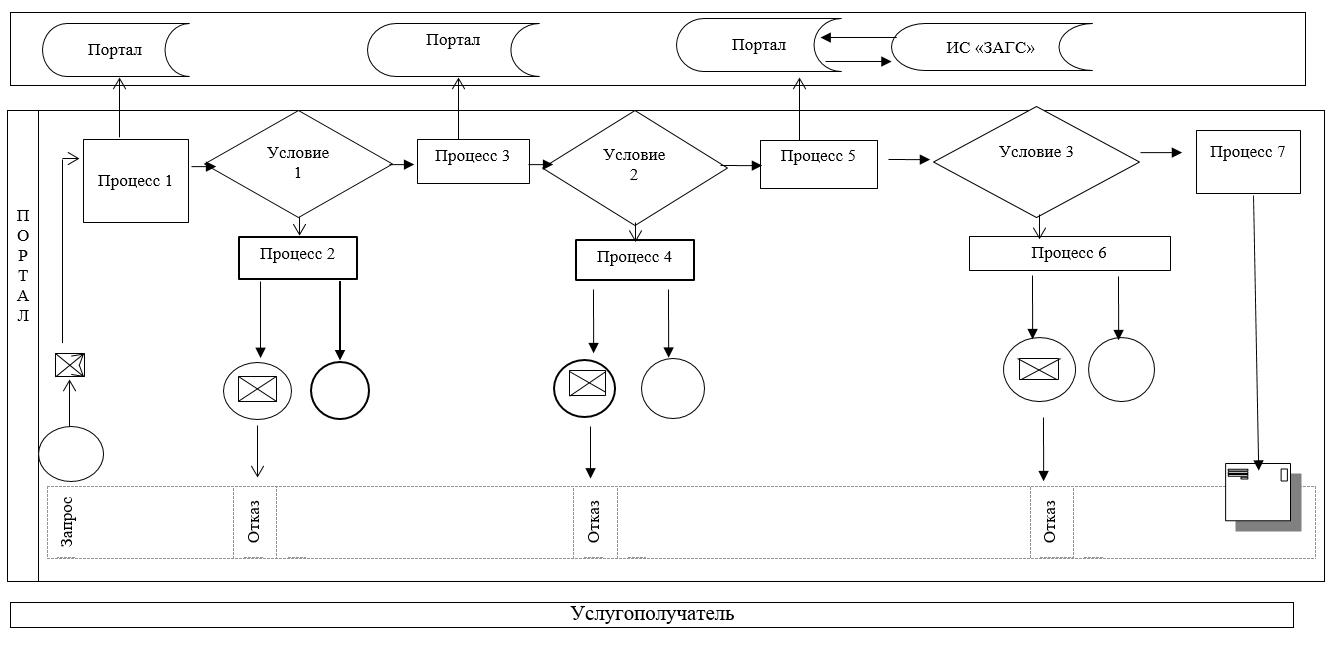 Портал
Портал
Портал
ИС «ЗАГС»
ПОРТАЛ
Процесс 1
Условие
1
Процесс 3
Условие
2
Процесс 5
Условие 3
Процесс 7
Процесс 2
Процесс 4
Процесс 6
Запрос
Отказ
Отказ
Отказ
Услугополучатель